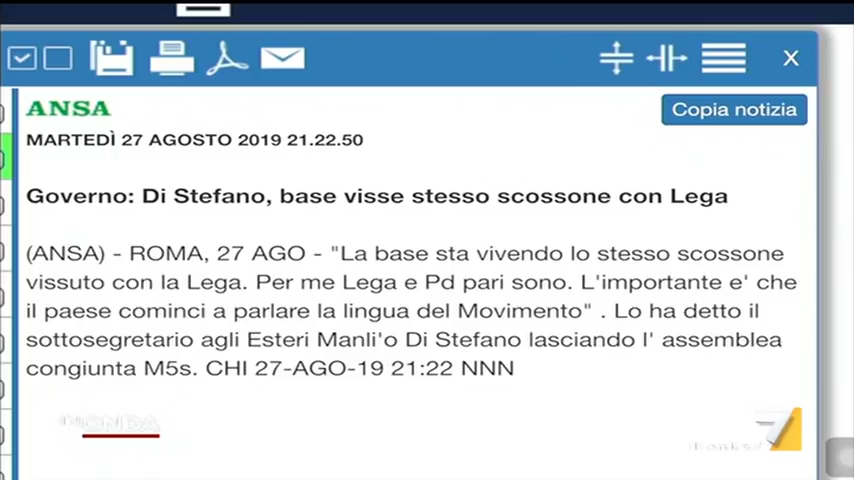 ANSA
Copia notizia
MARTEDÌ 27 AGOSTO 2019 21.22.50
Governo: Di Stefano, base visse stesso scossone con Lega
(ANSA) - ROMA, 27 AGO - "La base sta vivendo lo stesso scossone
vissuto con la Lega. Per me Lega e Pd pari sono. L'importante e' che
il paese cominci a parlare la lingua del Movimento" . Lo ha detto il
sottosegretario agli Esteri Manli'o Di Stefano lasciando l' assemblea
congiunta M5s. CHI 27-AGO-19 21:22 NNN
IN ONDA
7